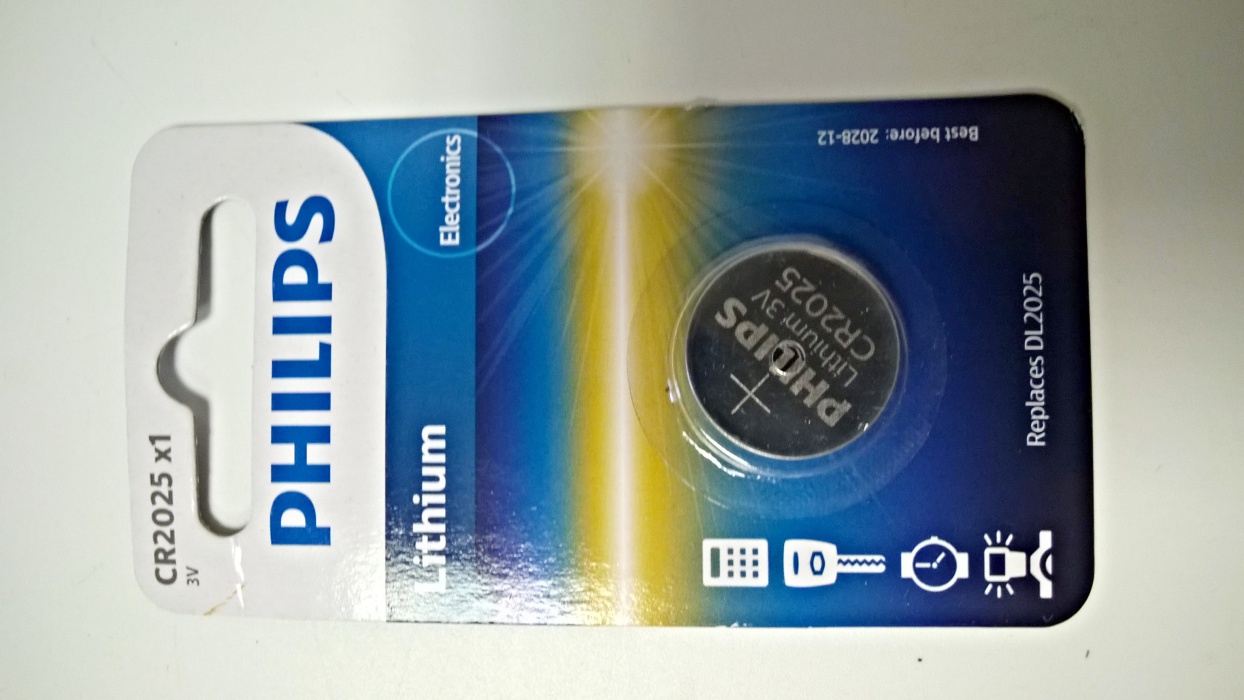 CR2025 x1
3V
PHILIPS
Lithium
Electronics
PHILIPS
Lithium 3V
CR2025
Replaces DL2025
Best before: 2028-12